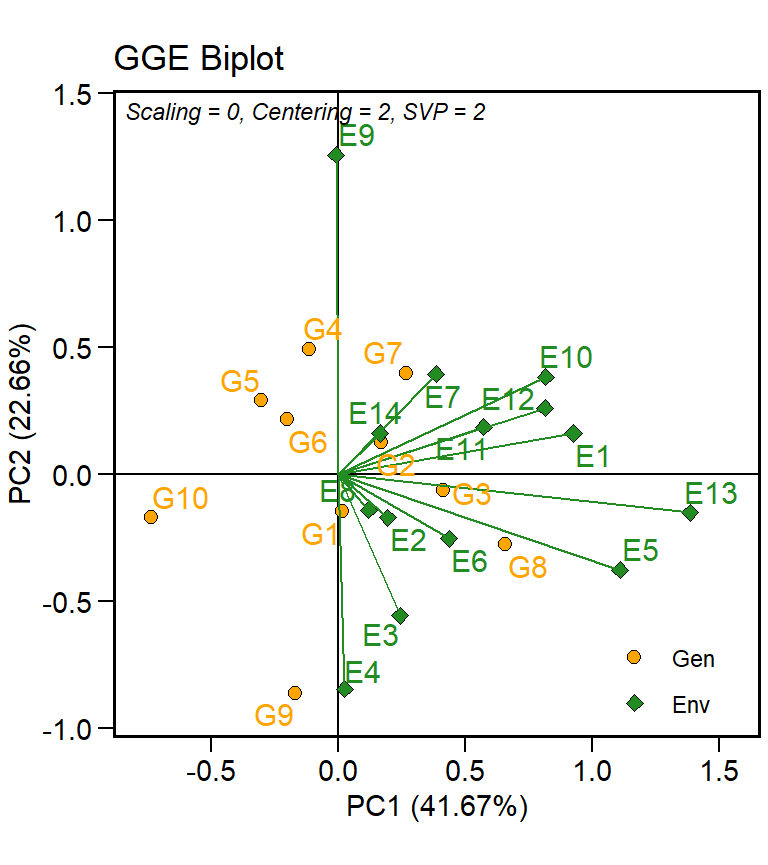 GGE Biplot
Scaling = 0, Centering = 2, SVP = 2
1.5
E9
1.0
G4
0.5
G7
E10
G5
E7
E12
E14
G6
E11
E1
G2
0.0
E8
G3
E13
G10
G1
E2
E6
E5
G8
-0.5
E3
Gen
E4
Env
G9
-1.0
PC2 (22.66%)
-0.5 0.0 0.5 1.0 1.5
PC1 (41.67%)